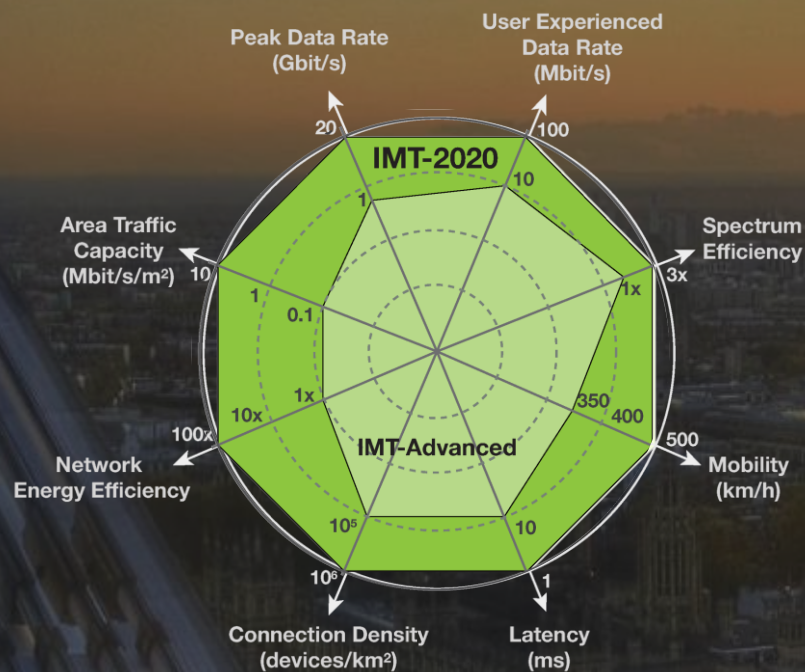 User Experienced
Data Rate
(Mbit/s)
Peak Data Rate
(Gbit/s)
20
100
IMT-2020
1
10
Area Traffic
Capacity
(Mbit/s/m²)
Spectrum
Efficiency
10
1
0.1
1x
3x
1x
350
10x
400
100x
500
IMT-Advanced
Network
Energy Efficiency
Mobility
(km/h)
10⁵
10
10⁶
1
Connection Density
(devices/km²)
Latency
(ms)